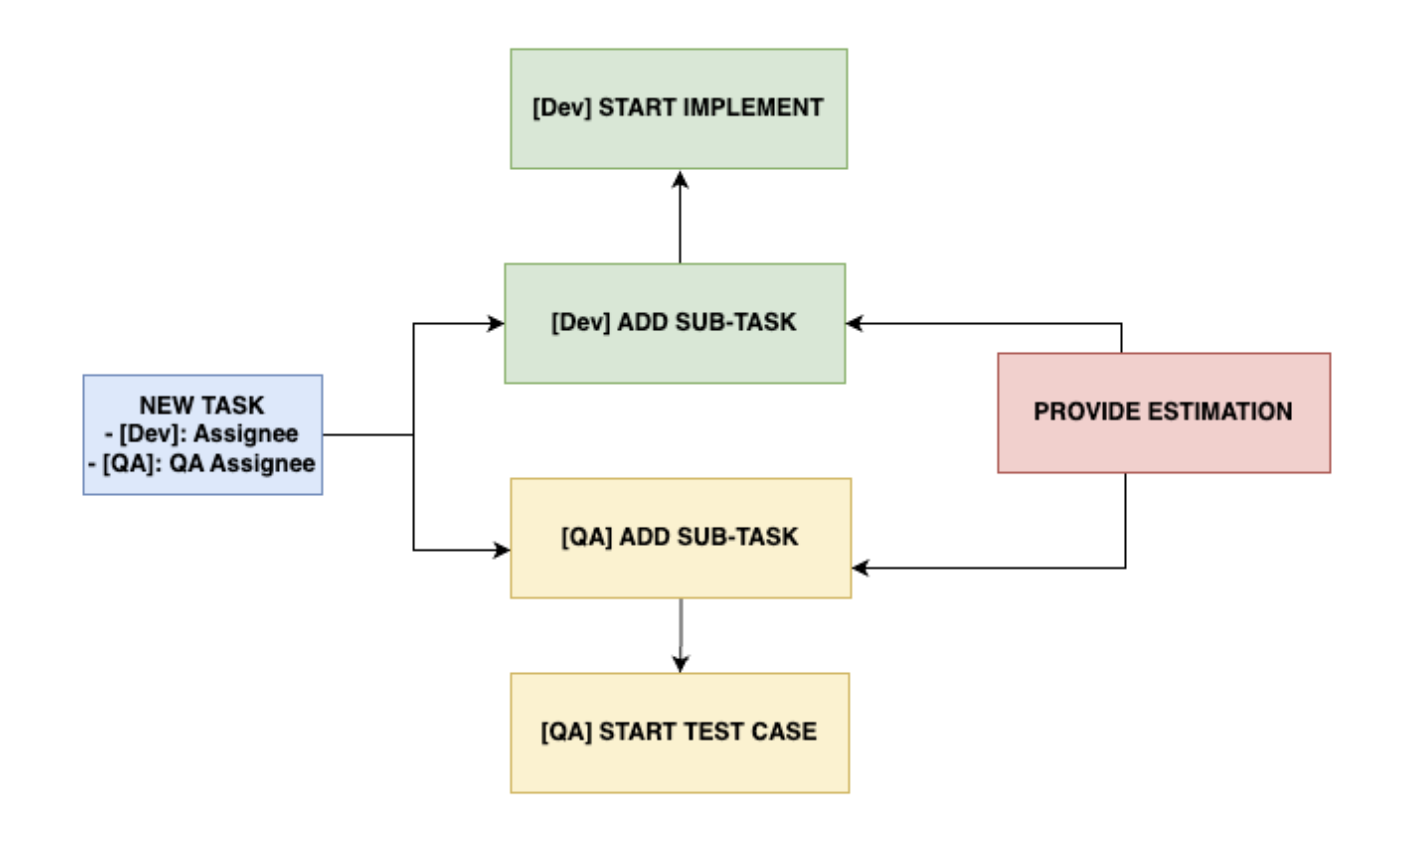 [Dev] START IMPLEMENT
[Dev] ADD SUB-TASK
NEW TASK
- [Dev]: Assignee
- [QA]: QA Assignee
PROVIDE ESTIMATION
[QA] ADD SUB-TASK
[QA] START TEST CASE